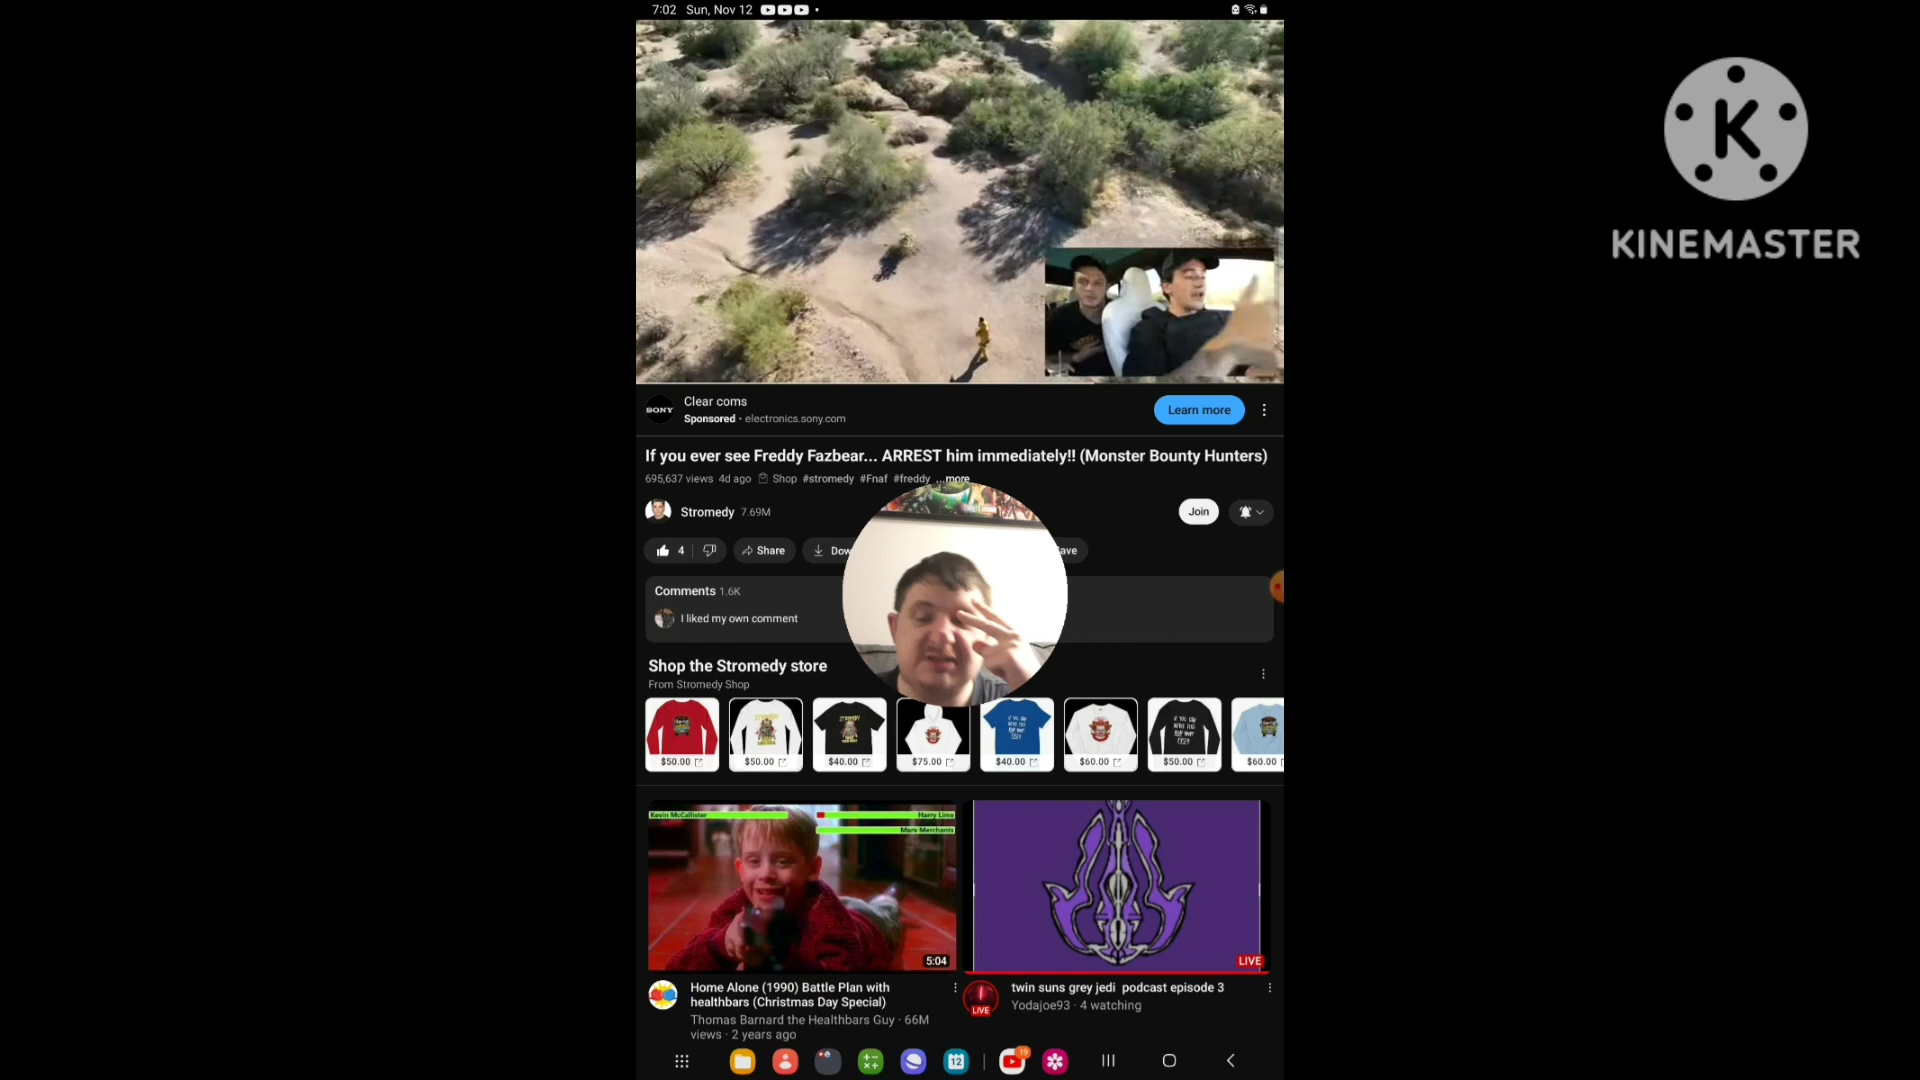 7:02 Sun, Nov 12
K
KINEMASTER
SONY
Clear coms
Sponsored · electronics.sony.com
Learn more
If you ever see Freddy Fazbear... ARREST him immediately!! (Monster Bounty Hunters)
695,637 views 4d ago Shop #stromedy #Fnaf #freddy ...more
Stromedy 7.69M
Join
4
Share
Comments 1.6K
I liked my own comment
Shop the Stromedy store
From Stromedy Shop
STROMEDY
$50.00 $50.00 $40.00 $75.00 $40.00 $60.00 $50.00 $60.00
Kevin McCallister
Harry Lime
Marv Merchants
5:04
LIVE
Home Alone (1990) Battle Plan with
healthbars (Christmas Day Special)
Thomas Barnard the Healthbars Guy · 66M
views · 2 years ago
twin suns grey jedi podcast episode 3
Yodajoe93 · 4 watching
LIVE
12
19